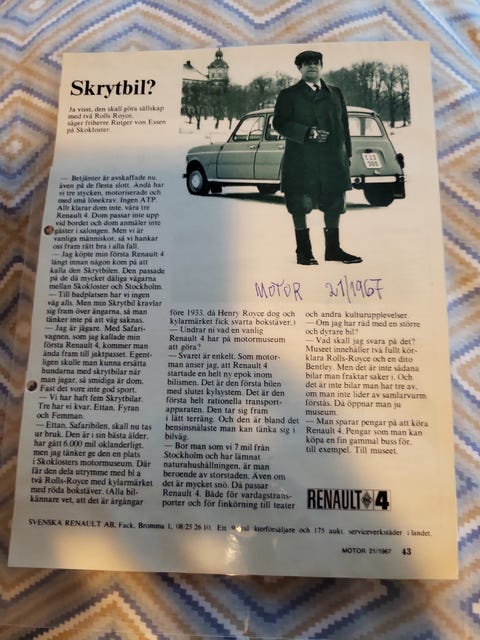 Skrytbil?
Ja visst, den skall göra sällskap
med två Rolls Royce,
säger friherre Rutger von Essen
på Skokloster.
— Betjänter är avskaffade nu,
även på de flesta slott. Ändå har
vi tre stycken, motoriserade och
med små lönekrav. Ingen ATP.
Allt klarar dom inte, våra tre
Renault 4. Dom passar inte upp
vid bordet och dom anmäler inte
gäster i salongen. Men vi är
vanliga människor, så vi hankar
oss fram rätt bra i alla fall.
— Jag köpte min första Renault 4
långt innan någon kom på att
kalla den Skrytbilen. Den passade
på de då mycket dåliga vägarna
mellan Skokloster och Stockholm.
— Till badplatsen har vi ingen
väg alls. Men min Skrytbil kravlar
sig fram över ängarna, så man
tänker inte på att väg saknas.
— Jag är jägare. Med Safari-
vagnen, som jag kallade min
första Renault 4, kommer man
ända fram till jaktpasset. Egent-
ligen skulle man kunna ersätta
hundarna med skrytbilar när
man jagar, så smidiga är dom.
Fast det vore inte god sport.
— Vi har haft fem Skrytbilar.
Tre har vi kvar. Ettan, Fyran
och Femman
— Ettan, Safaribilen, skall nu tas
ur bruk. Den är i sin bästa ålder,
har gått 6.000 mil oklanderligt,
men jag tänker ge den en plats
i Skoklosters motormuseum. Där
får den dela utrymme med bl a
två Rolls-Royce med kylarmärket
med röda bokstäver. (Alla bil-
kännare vet, att det är årgångar
före 1933, då Henry Royce dog och
kylarmärket fick svarta bokstäver.)
— Undrar ni vad en vanlig
Renault 4 har på motormuseum
att göra?
— Svaret är enkelt. Som motor-
man anser jag, att Renault 4
startade en helt ny epok inom
bilismen. Det är den första bilen
med slutet kylsystem. Det är den
första helt rationella transport-
apparaten. Den tar sig fram
i lätt terräng. Och den är bland det
bensinsnålaste man kan tänka sig i
bilväg.
— Bor man som vi 7 mil från
Stockholm och har lämnat
naturahushållningen, är man
beroende av storstaden. Även om
det är mycket snö. Då passar
Renault 4. Både för vardagstrans-
porter och för kulturkvinnning till teater
och andra kulturupplevelser.
— Om jag har råd med en större
och dyrare bil?
— Vad skall jag svara på det?
Museet innehåller två fullt kör-
klara Rolls-Royce och en dito
Bentley. Men det är inte sådana
bilar man fraktar saker i. Och
det är inte bilar man har tre av,
om man inte lider av samlarvurm
förstås. Då öppnar man ju
museum.
— Man sparar pengar på att köra
Renault 4. Pengar som man kan
köpa en fin gammal buss för,
till exempel. Till museet.
MOTOR 21/1967
RENAULT 4
SVENSKA RENAULT AB, Fack, Bromma 1, 08/25 26 10. Ett återförsäljare och 175 aukt. serviceverkstäder i landet.
MOTOR 21/1967 43